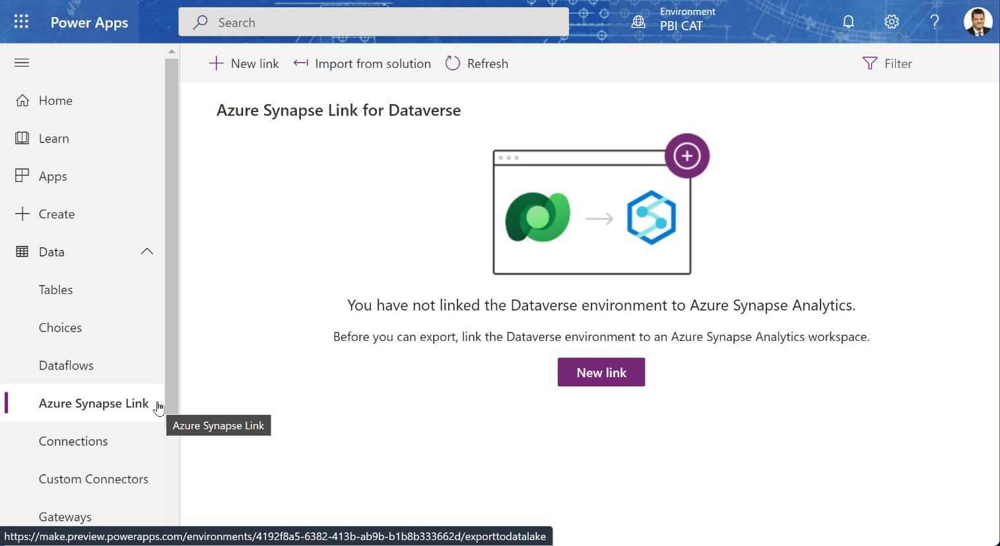 Power Apps
Search
Environment
PBI CAT
New link
Import from solution
Refresh
Filter
Home
Learn
Apps
Create
Data
Tables
Choices
Dataflows
Azure Synapse Link
Connections
Custom Connectors
Gateways
Azure Synapse Link for Dataverse
You have not linked the Dataverse environment to Azure Synapse Analytics.
Before you can export, link the Dataverse environment to an Azure Synapse Analytics workspace.
New link
Azure Synapse Link
https://make.preview.powerapps.com/environments/4192f8a5-6382-413b-ab9b-b1b8b333662d/exporttodatalake